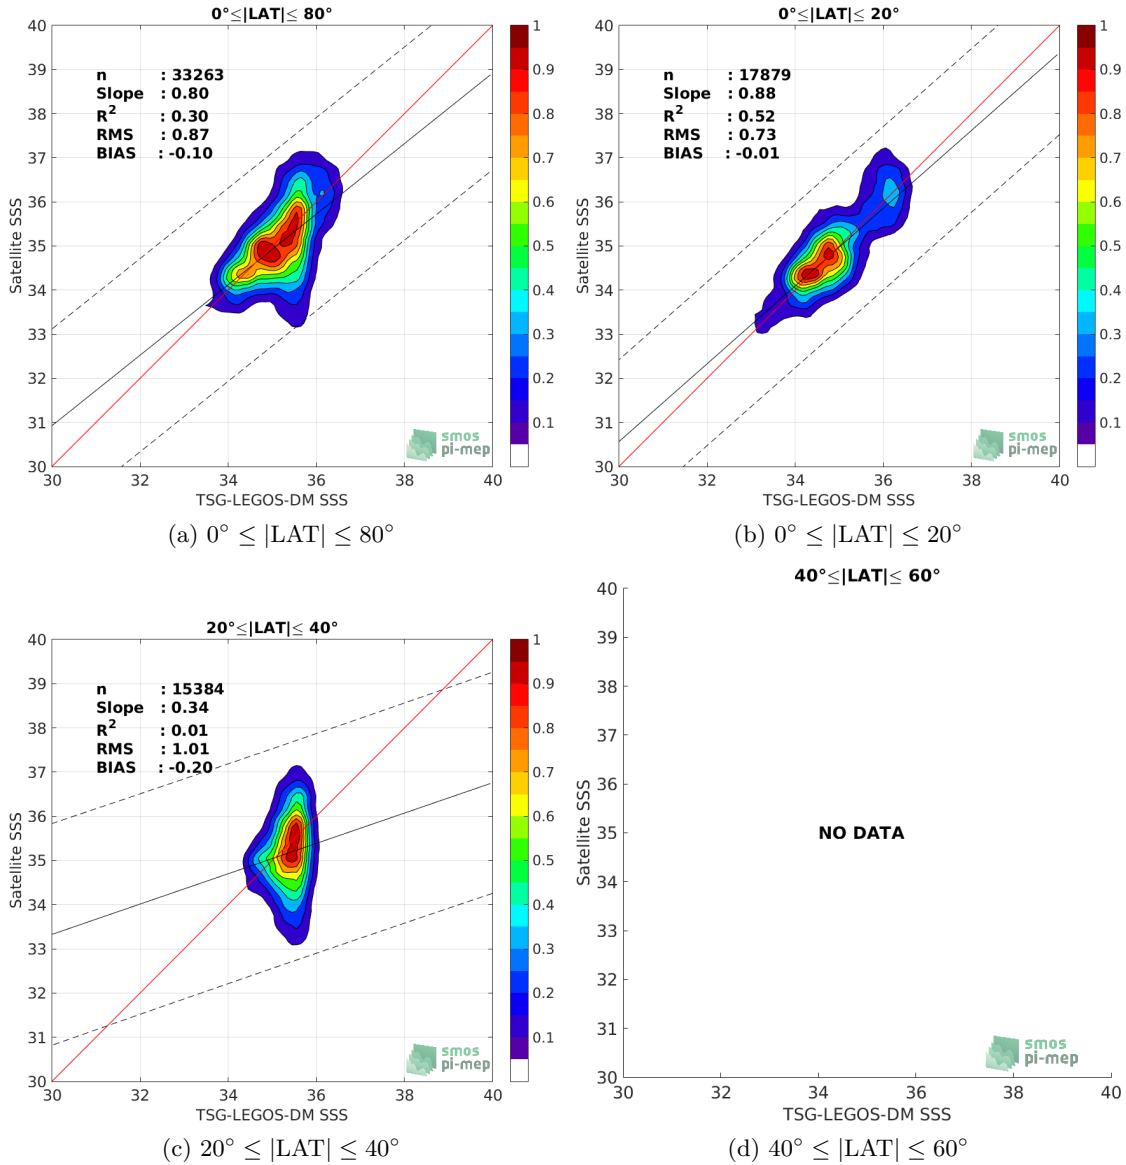 0°≤|LAT|≤ 80°
40
39
38
37
36
35
34
33
32
31
30
Satellite SSS
n : 33263
Slope : 0.80
R2 : 0.30
RMS : 0.87
BIAS : -0.10
smos
pi-mep
30 32 34 36 38 40
TSG-LEGOS-DM SSS
1
0.9
0.8
0.7
0.6
0.5
0.4
0.3
0.2
0.1
(a) 0° ≤ |LAT| ≤ 80°
0°≤|LAT|≤ 20°
40
39
38
37
36
35
34
33
32
31
30
Satellite SSS
n : 17879
Slope : 0.88
R2 : 0.52
RMS : 0.73
BIAS : -0.01
smos
pi-mep
30 32 34 36 38 40
TSG-LEGOS-DM SSS
1
0.9
0.8
0.7
0.6
0.5
0.4
0.3
0.2
0.1
(b) 0° ≤ |LAT| ≤ 20°
20°≤|LAT|≤ 40°
40
39
38
37
36
35
34
33
32
31
30
Satellite SSS
n : 15384
Slope : 0.34
R2 : 0.01
RMS : 1.01
BIAS : -0.20
smos
pi-mep
30 32 34 36 38 40
TSG-LEGOS-DM SSS
1
0.9
0.8
0.7
0.6
0.5
0.4
0.3
0.2
0.1
(c) 20° ≤ |LAT| ≤ 40°
40°≤|LAT|≤ 60°
40
39
38
37
36
35
34
33
32
31
30
Satellite SSS
NO DATA
smos
pi-mep
30 32 34 36 38 40
TSG-LEGOS-DM SSS
(d) 40° ≤ |LAT| ≤ 60°